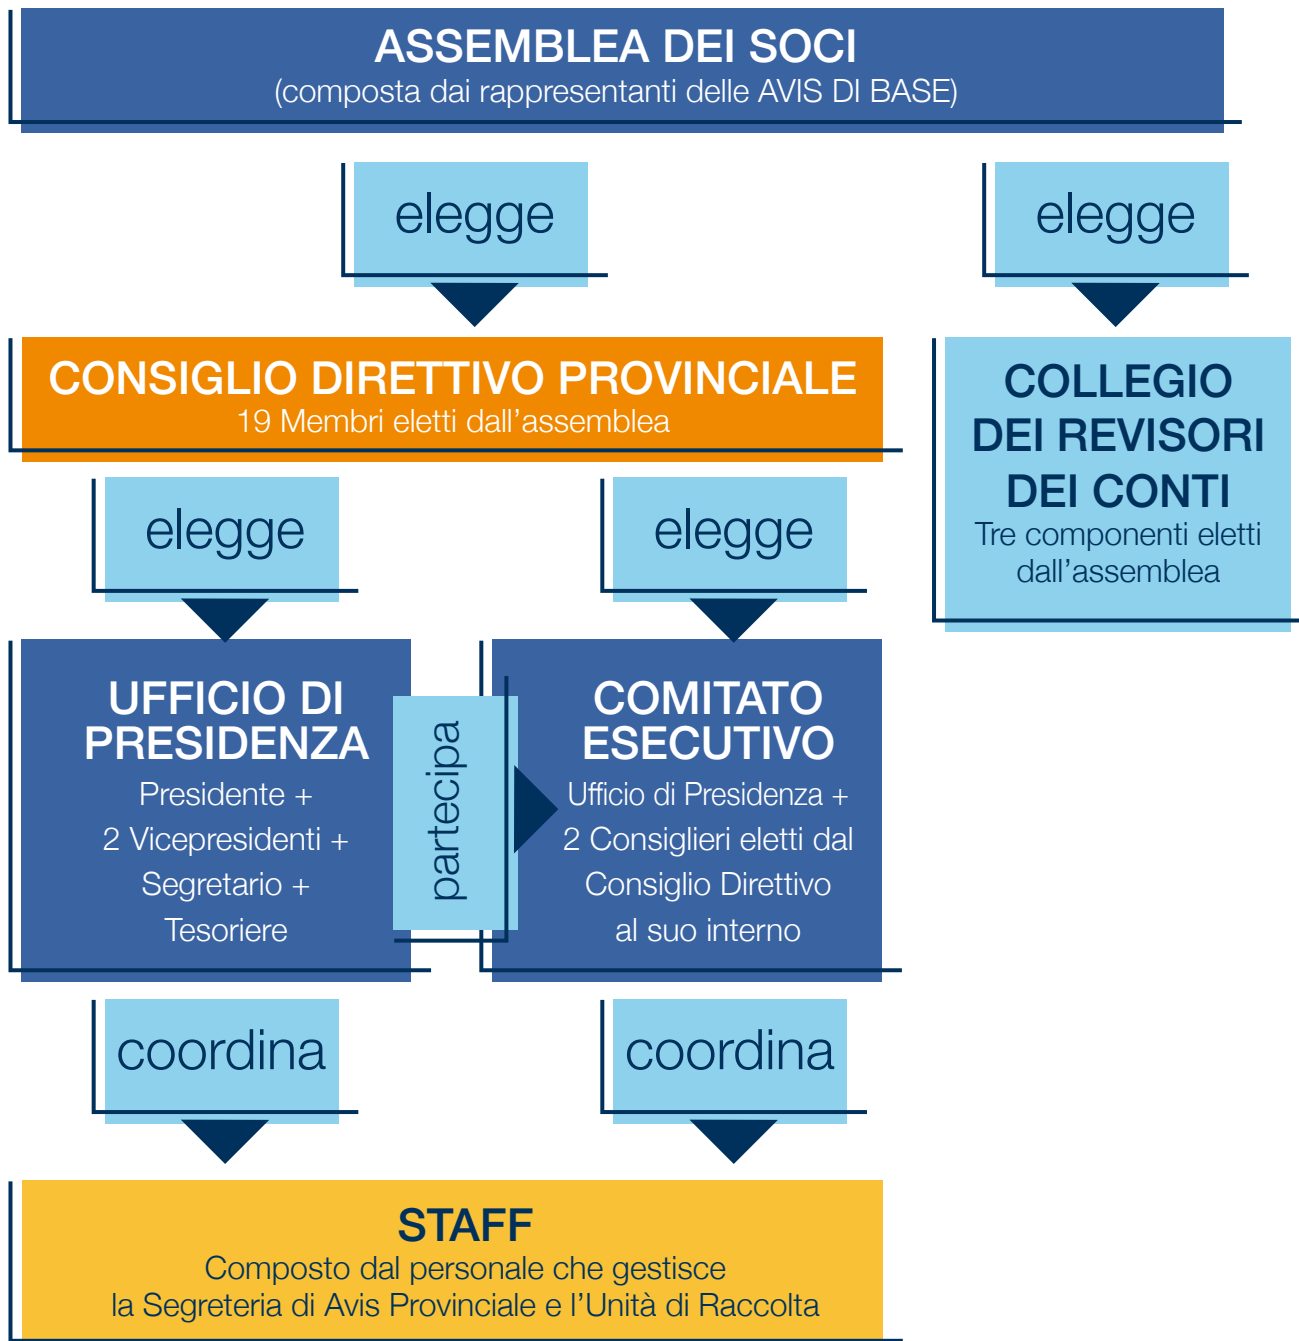 ASSEMBLEA DEI SOCI
(composta dai rappresentanti delle AVIS DI BASE)
elegge
elegge
CONSIGLIO DIRETTIVO PROVINCIALE
19 Membri eletti dall'assemblea
COLLEGIO
DEI REVISORI
DEI CONTI
Tre componenti eletti
dall'assemblea
elegge
elegge
UFFICIO DI
PRESIDENZA
Presidente +
2 Vicepresidenti +
Segretario +
Tesoriere
partecipa
COMITATO
ESECUTIVO
Ufficio di Presidenza +
2 Consiglieri eletti dal
Consiglio Direttivo
al suo interno
coordina
coordina
STAFF
Composto dal personale che gestisce
la Segreteria di Avis Provinciale e l'Unità di Raccolta